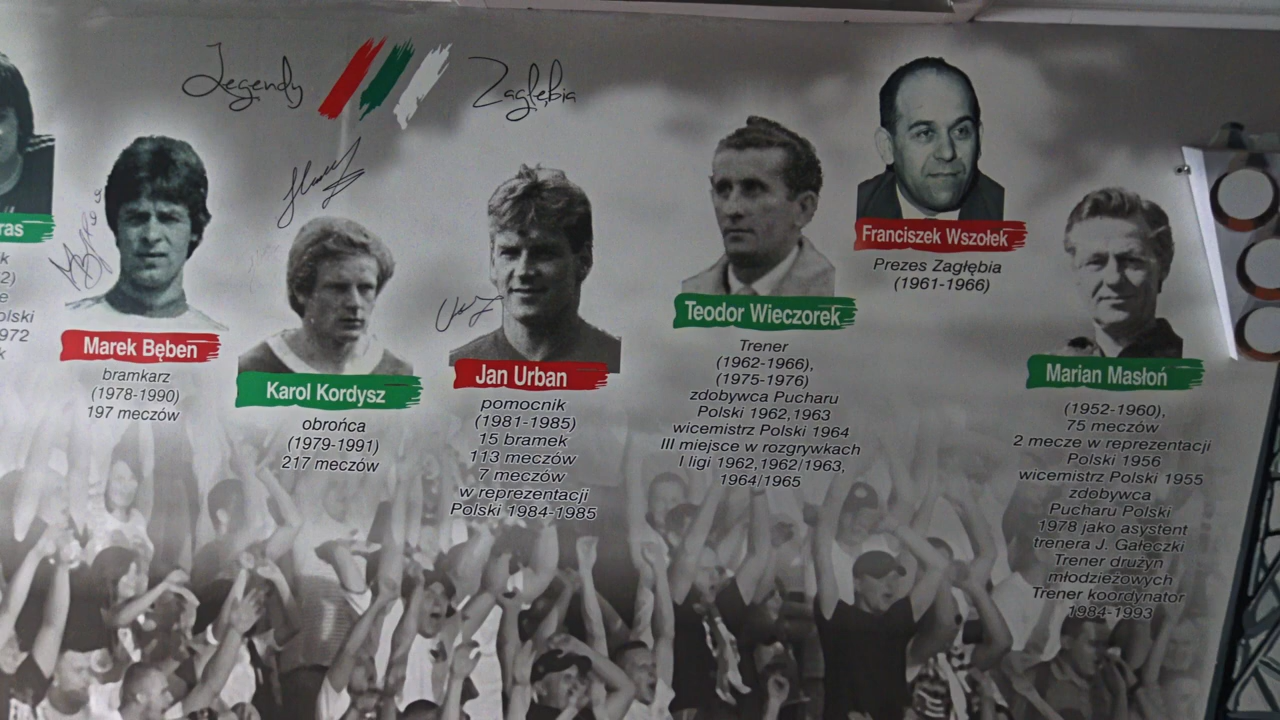 Legendy Zagłębia
ras
k
2)
e
olski
972
k
Marek Bęben
bramkarz
(1978-1990)
197 meczów
Karol Kordysz
obrońca
(1979-1991)
217 meczów
Jan Urban
pomocnik
(1981-1985)
15 bramek
113 meczów
7 meczów
w reprezentacji
Polski 1984-1985
Teodor Wieczorek
Trener
(1962-1966),
(1975-1976)
zdobywca Pucharu
Polski 1962,1963
wicemistrz Polski 1964
III miejsce w rozgrywkach
I ligi 1962,1962/1963,
1964/1965
Franciszek Wszołek
Prezes Zagłębia
(1961-1966)
Marian Masłoń
(1952-1960),
75 meczów
2 mecze w reprezentacji
Polski 1956
wicemistrz Polski 1955
zdobywca
Pucharu Polski
1978 jako asystent
trenera J. Gałeczki
Trener drużyn
młodzieżowych
Trener koordynator
1984-1993